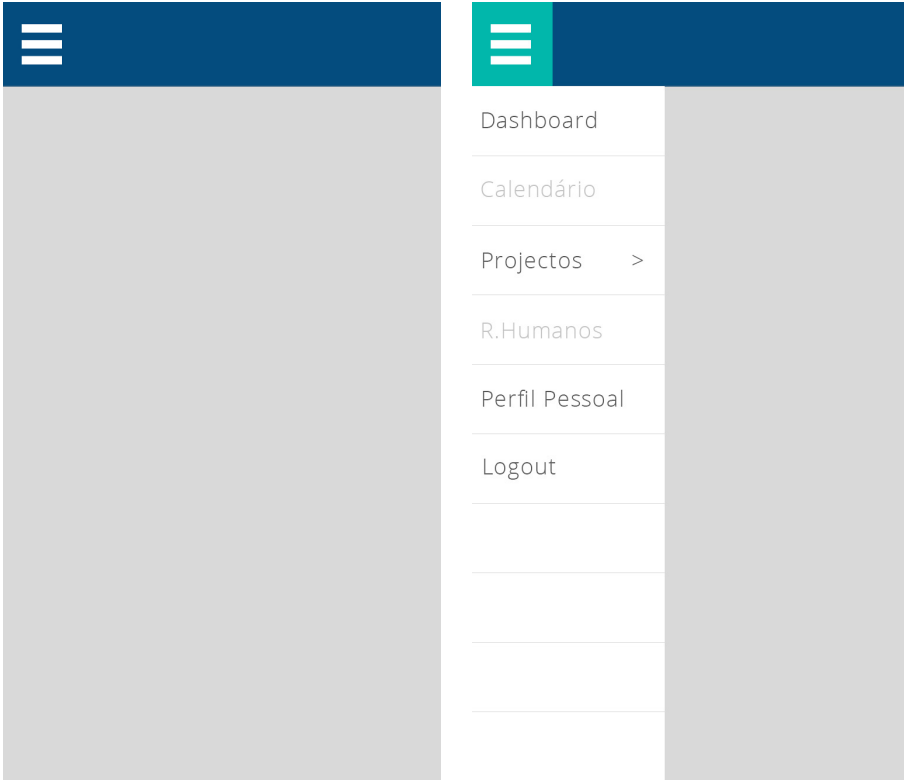 Dashboard
Calendário
Projectos >
R.Humanos
Perfil Pessoal
Logout